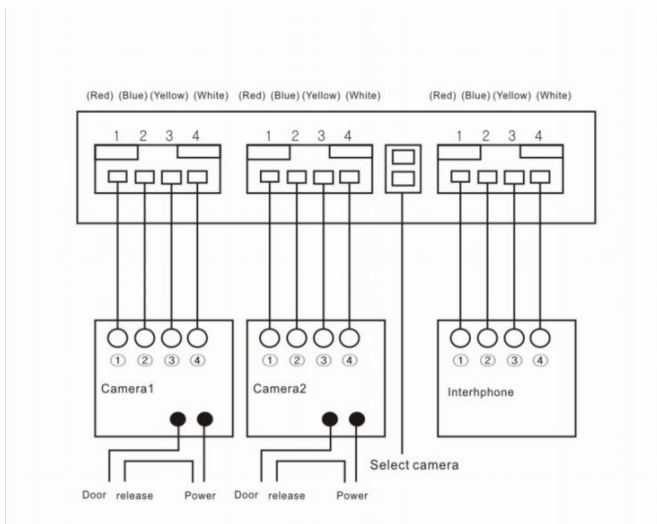 (Red) (Blue) (Yellow) (White) (Red) (Blue) (Yellow) (White) (Red) (Blue) (Yellow) (White)
1 2 3 4 1 2 3 4 1 2 3 4
① ② ③ ④ ① ② ③ ④ ① ② ③ ④
Camera1 Camera2 Interhphone
Select camera
Door release Power Door release Power